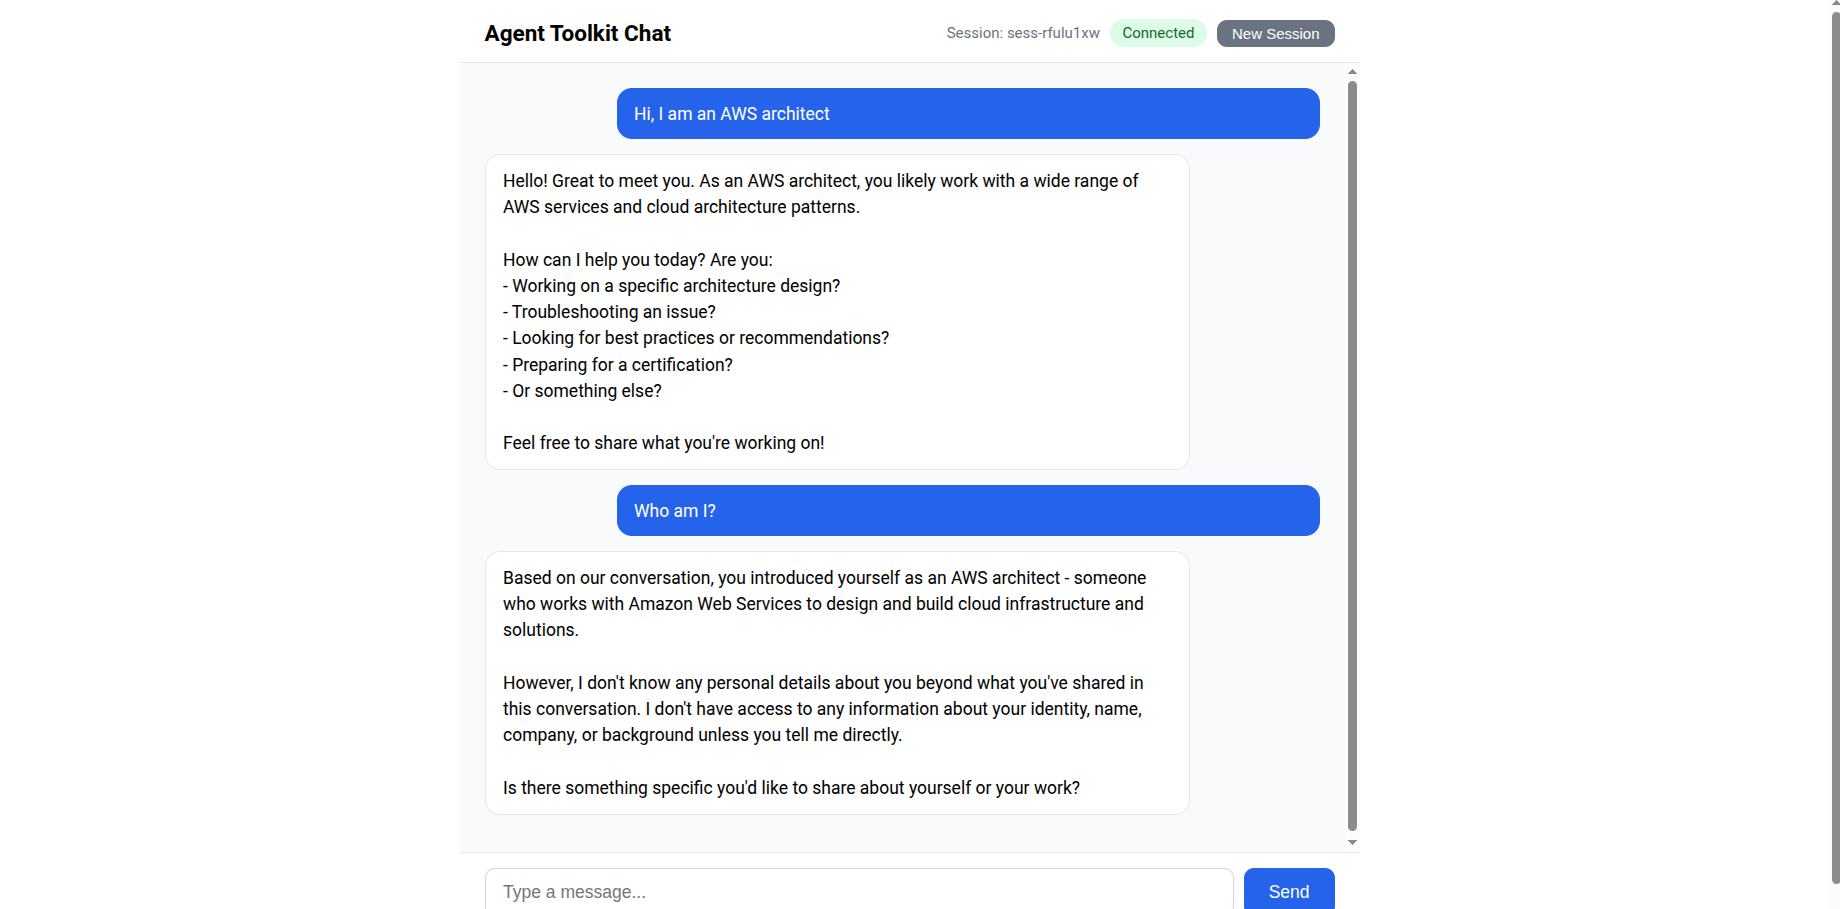 Agent Toolkit Chat
Session: sess-rfulu1xw
Connected
New Session
Hi, I am an AWS architect
Hello! Great to meet you. As an AWS architect, you likely work with a wide range of
AWS services and cloud architecture patterns.
How can I help you today? Are you:
- Working on a specific architecture design?
- Troubleshooting an issue?
- Looking for best practices or recommendations?
- Preparing for a certification?
- Or something else?
Feel free to share what you're working on!
Who am I?
Based on our conversation, you introduced yourself as an AWS architect - someone
who works with Amazon Web Services to design and build cloud infrastructure and
solutions.
However, I don't know any personal details about you beyond what you've shared in
this conversation. I don't have access to any information about your identity, name,
company, or background unless you tell me directly.
Is there something specific you'd like to share about yourself or your work?
Type a message...
Send